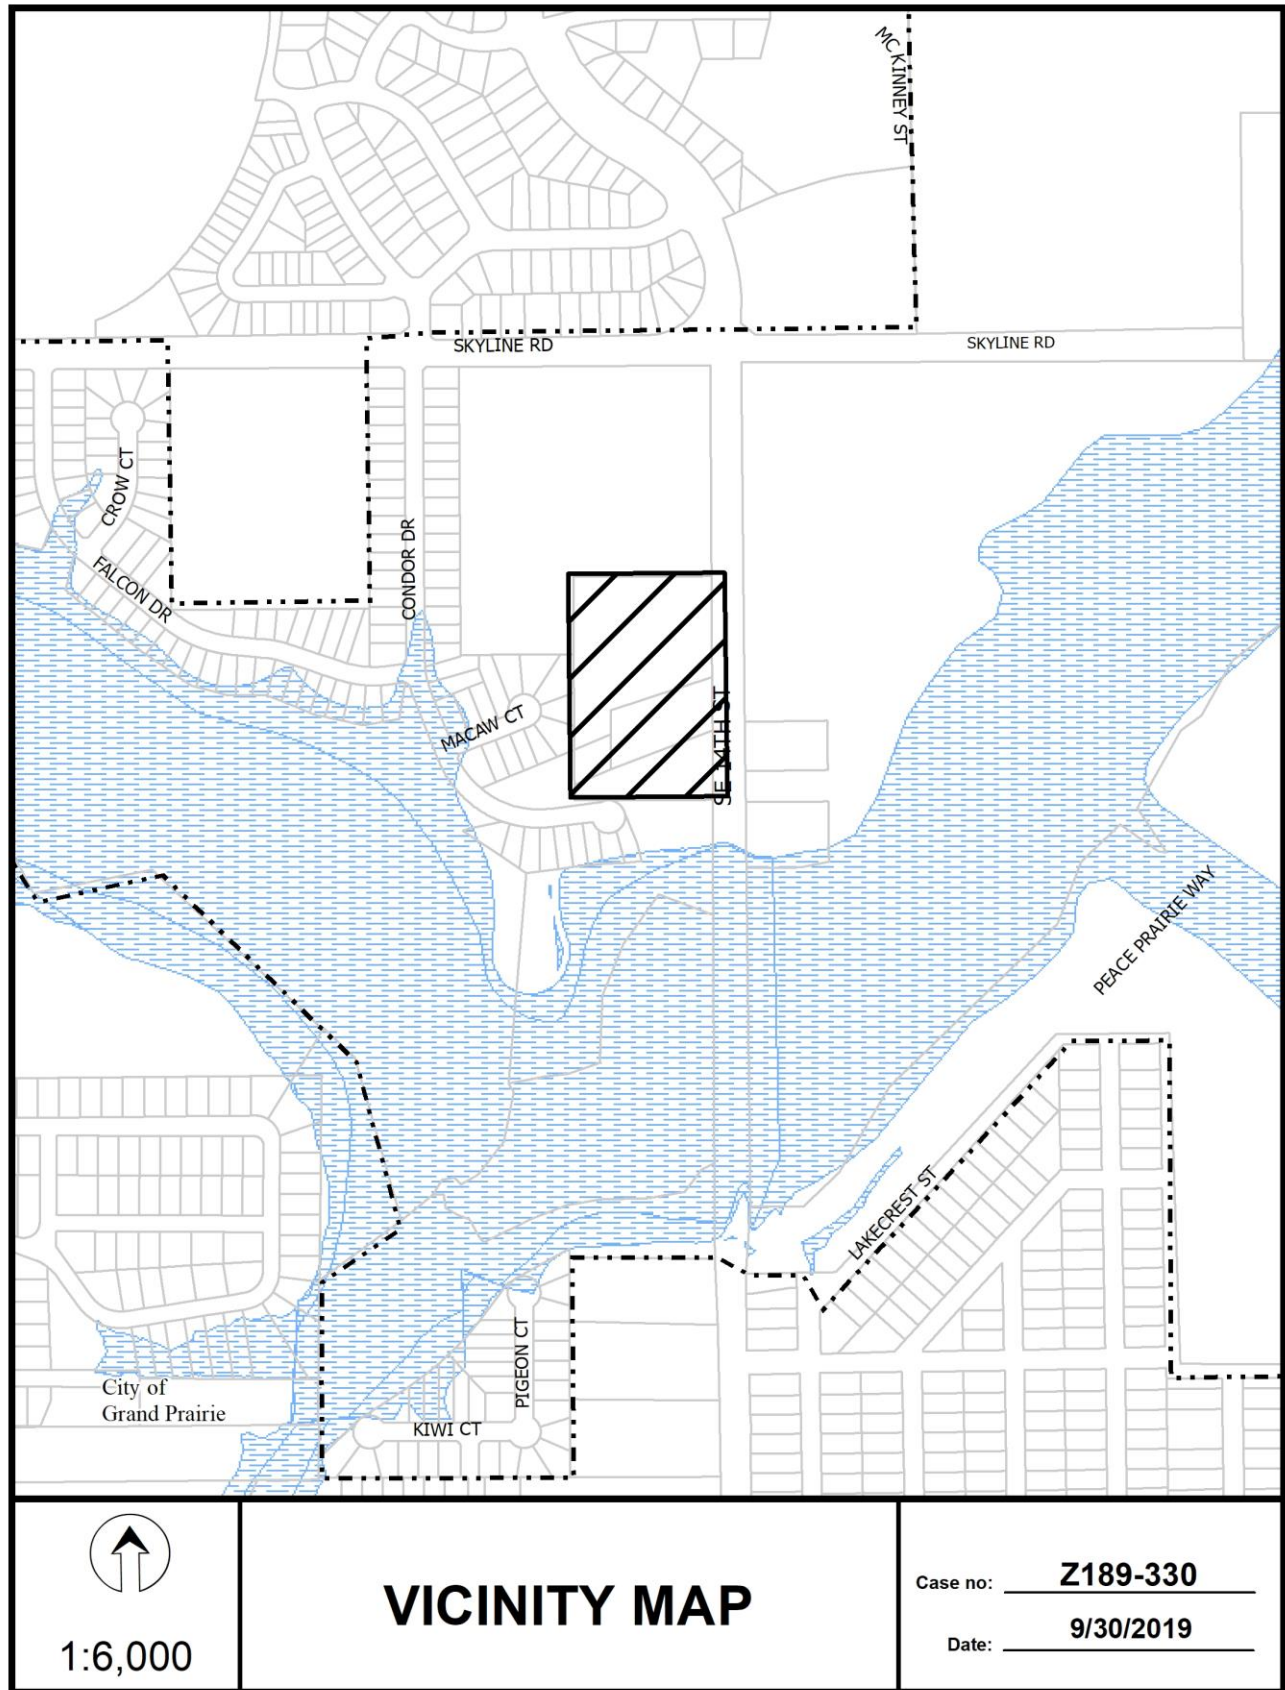 MC KINNEY ST
SKYLINE RD
SKYLINE RD
CROW CT
CONDOR DR
FALCON DR
MACAW CT
SE 14TH ST
PEACE PRAIRIE WAY
LAKECREST ST
PIGEON CT
City of
Grand Prairie
KIWI CT
1:6,000
VICINITY MAP
Case no: Z189-330
Date: 9/30/2019